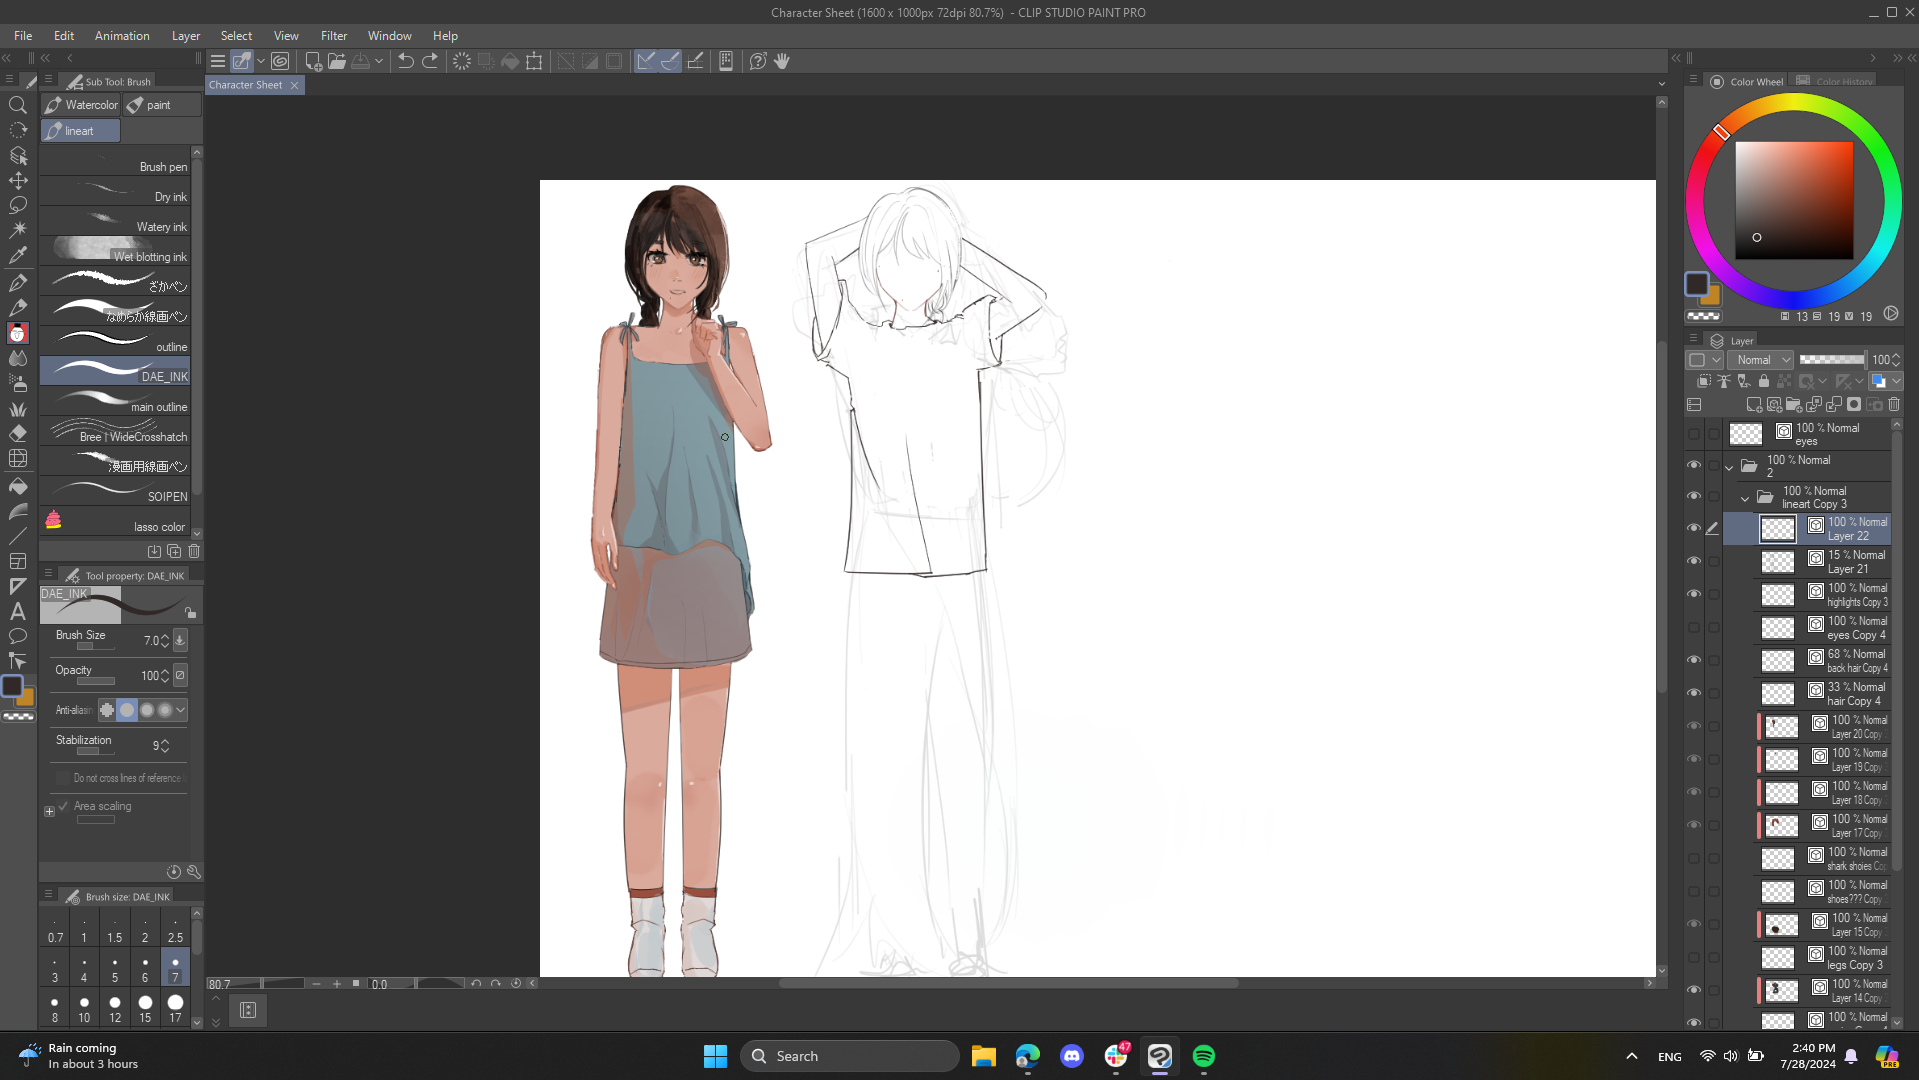 Character Sheet (1600 x 1000px 72dpi 80.7%) - CLIP STUDIO PAINT PRO
File Edit Animation Layer Select View Filter Window Help
Sub Tool: Brush
Character Sheet
Color Wheel Color History
Watercolor paint
lineart
Brush pen
Dry ink
Watery ink
Wet blotting ink
ざかペン
なめらか線画ペン
outline
DAE_INK
main outline
Bree | WideCrosshatch
漫画用線画ペン
SOIPEN
lasso color
Tool property: DAE_INK
DAE_INK
Brush Size 7.0
Opacity 100
Anti-aliasin
Stabilization 9
Do not cross lines of reference l
Area scaling
Brush size: DAE_INK
0.7 1 1.5 2 2.5
3 4 5 6 7
8 10 12 15 17
80.7 0.0
H 13 S 19 V 19
Layer
Normal 100
100 % Normal
eyes
100 % Normal
2
100 % Normal
lineart Copy 3
100 % Normal
Layer 22
15 % Normal
Layer 21
100 % Normal
highlights Copy 3
100 % Normal
eyes Copy 4
68 % Normal
back hair Copy 4
33 % Normal
hair Copy 4
100 % Normal
Layer 20 Copy
100 % Normal
Layer 19 Copy
100 % Normal
Layer 18 Copy
100 % Normal
Layer 17 Copy
100 % Normal
shark shoies Co
100 % Normal
shoes??? Copy
100 % Normal
Layer 15 Copy
100 % Normal
legs Copy 3
100 % Normal
Layer 14 Copy
100 % Normal
Rain coming
In about 3 hours
Search
47
ENG
2:40 PM
7/28/2024
PRE